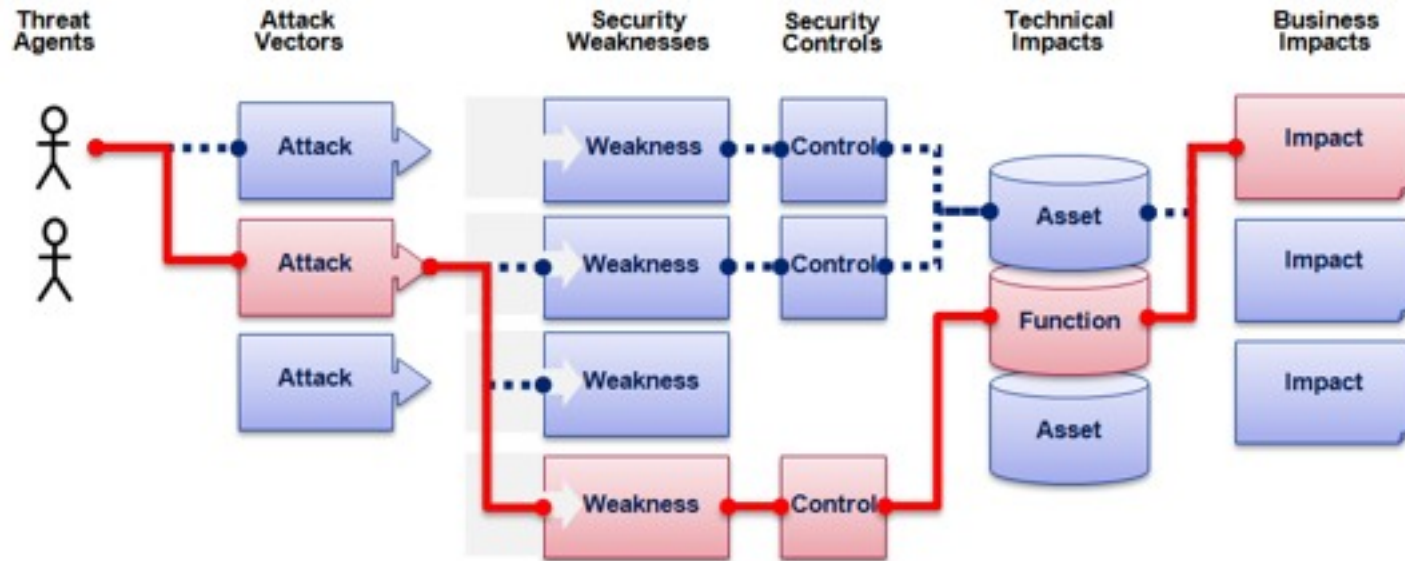 Threat
Agents
Attack
Vectors
Security
Weaknesses
Security
Controls
Technical
Impacts
Business
Impacts
Attack
Weakness
Control
Impact
Asset
Attack
Weakness
Control
Impact
Function
Attack
Weakness
Impact
Asset
Weakness
Control